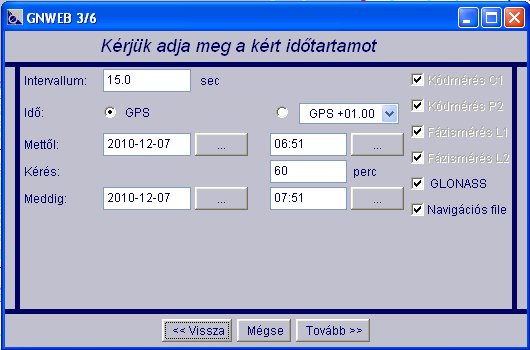 GNWEB 3/6
Kérjük adja meg a kért időtartamot
Intervallum: 15.0 sec
Kódmérés C1
Idő: GPS GPS +01.00
Kódmérés P2
Fázismérés L1
Mettől: 2010-12-07 ... 06:51 ...
Fázismérés L2
Kérés: 60 perc
GLONASS
Meddig: 2010-12-07 ... 07:51 ...
Navigációs file
<< Vissza Mégse Tovább >>